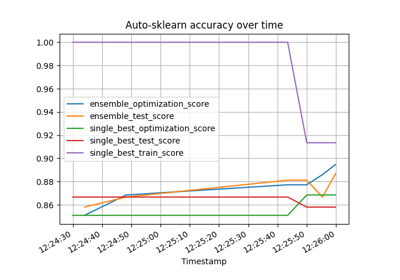 Auto-sklearn accuracy over time
1.00
0.98
0.96
0.94
0.92
0.90
0.88
0.86
ensemble_optimization_score
ensemble_test_score
single_best_optimization_score
single_best_test_score
single_best_train_score
12:24:30
12:24:40
12:24:50
12:25:00
12:25:10
12:25:20
12:25:30
12:25:40
12:25:50
12:26:00
Timestamp